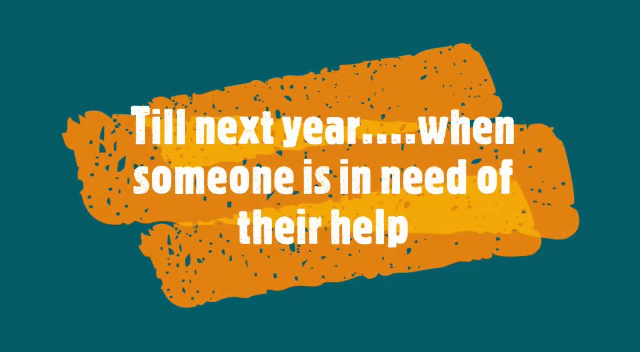 Till next year....when
someone is in need of
their help